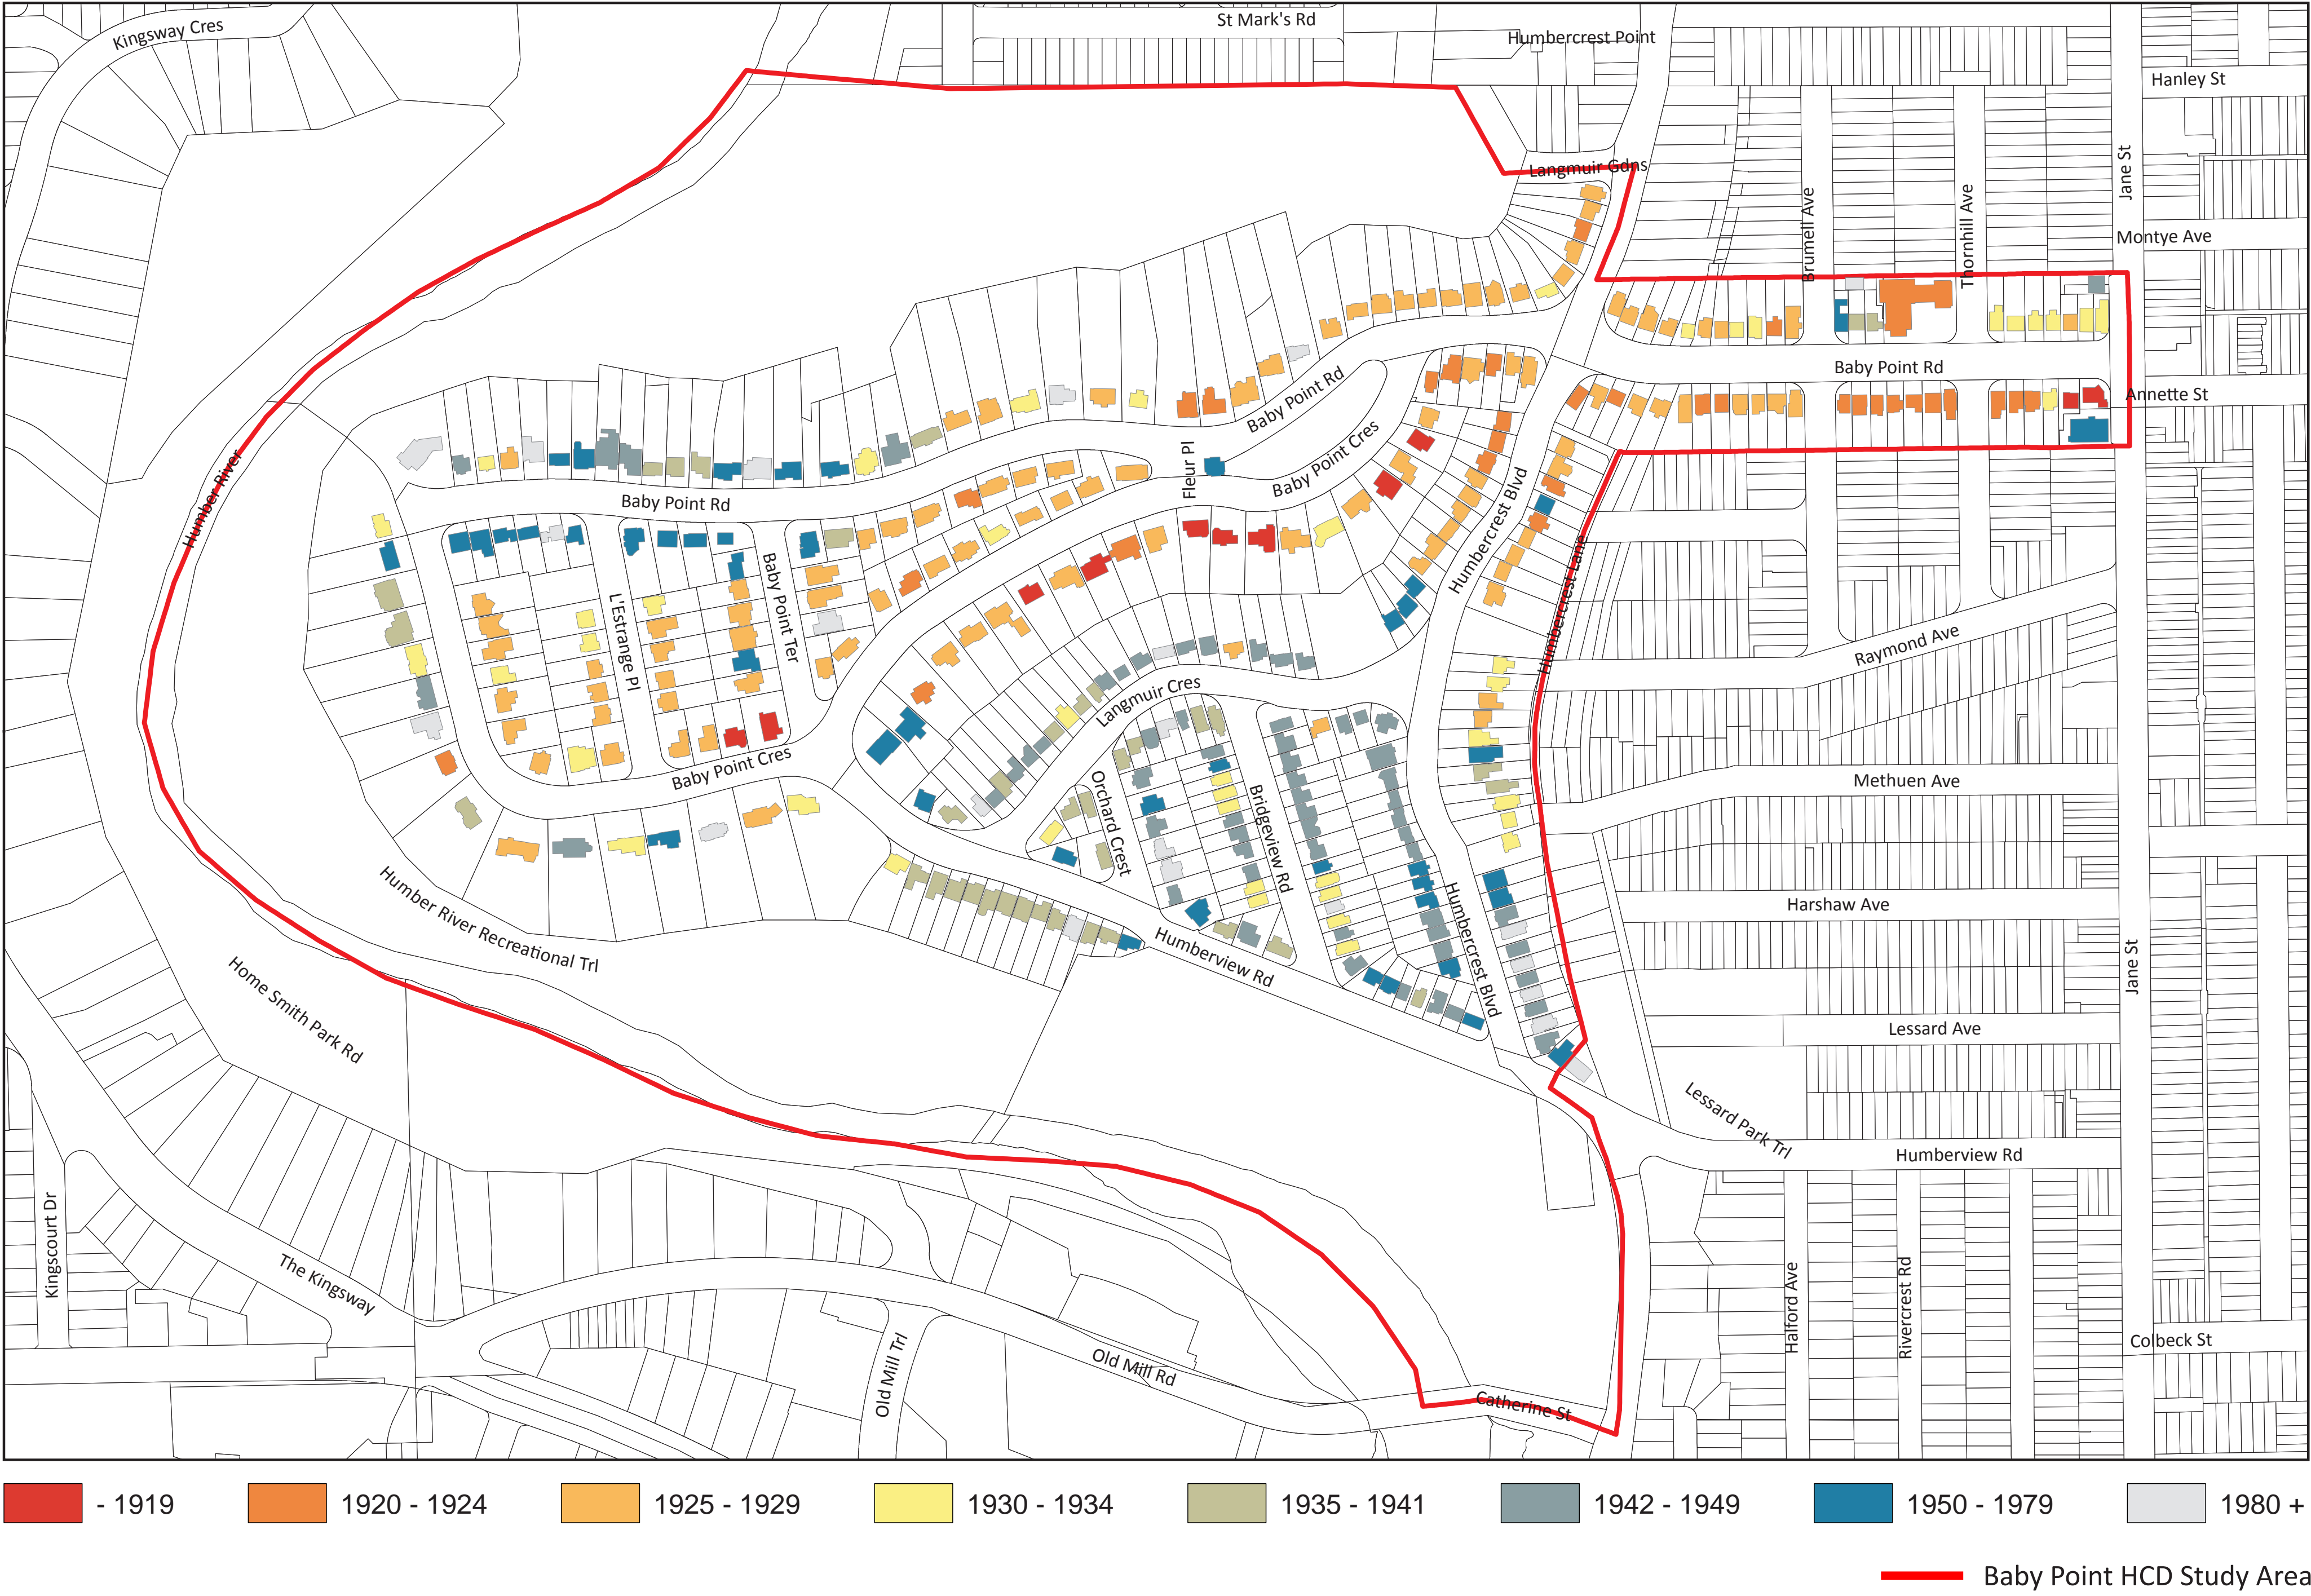 Kingsway Cres
St Mark's Rd
Humbercrest Point
Hanley St
Langmuir Gdns
Jane St
Brumell Ave
Thornhill Ave
Montye Ave
Baby Point Rd
Annette St
Baby Point Rd
Baby Point Cres
Fleur Pl
Humber River
Baby Point Rd
Humbercrest Blvd
Humbercrest Lane
L'Estrange Pl
Baby Point Ter
Raymond Ave
Langmuir Cres
Baby Point Cres
Orchard Crest
Bridgeview Rd
Methuen Ave
Humber River Recreational Trl
Humbercrest Blvd
Harshaw Ave
Humberview Rd
Jane St
Home Smith Park Rd
Lessard Ave
Lessard Park Trl
Humberview Rd
Kingscourt Dr
The Kingsway
Halford Ave
Rivercrest Rd
Colbeck St
Old Mill Trl
Old Mill Rd
Catherine St
- 1919
1920 - 1924
1925 - 1929
1930 - 1934
1935 - 1941
1942 - 1949
1950 - 1979
1980 +
Baby Point HCD Study Area